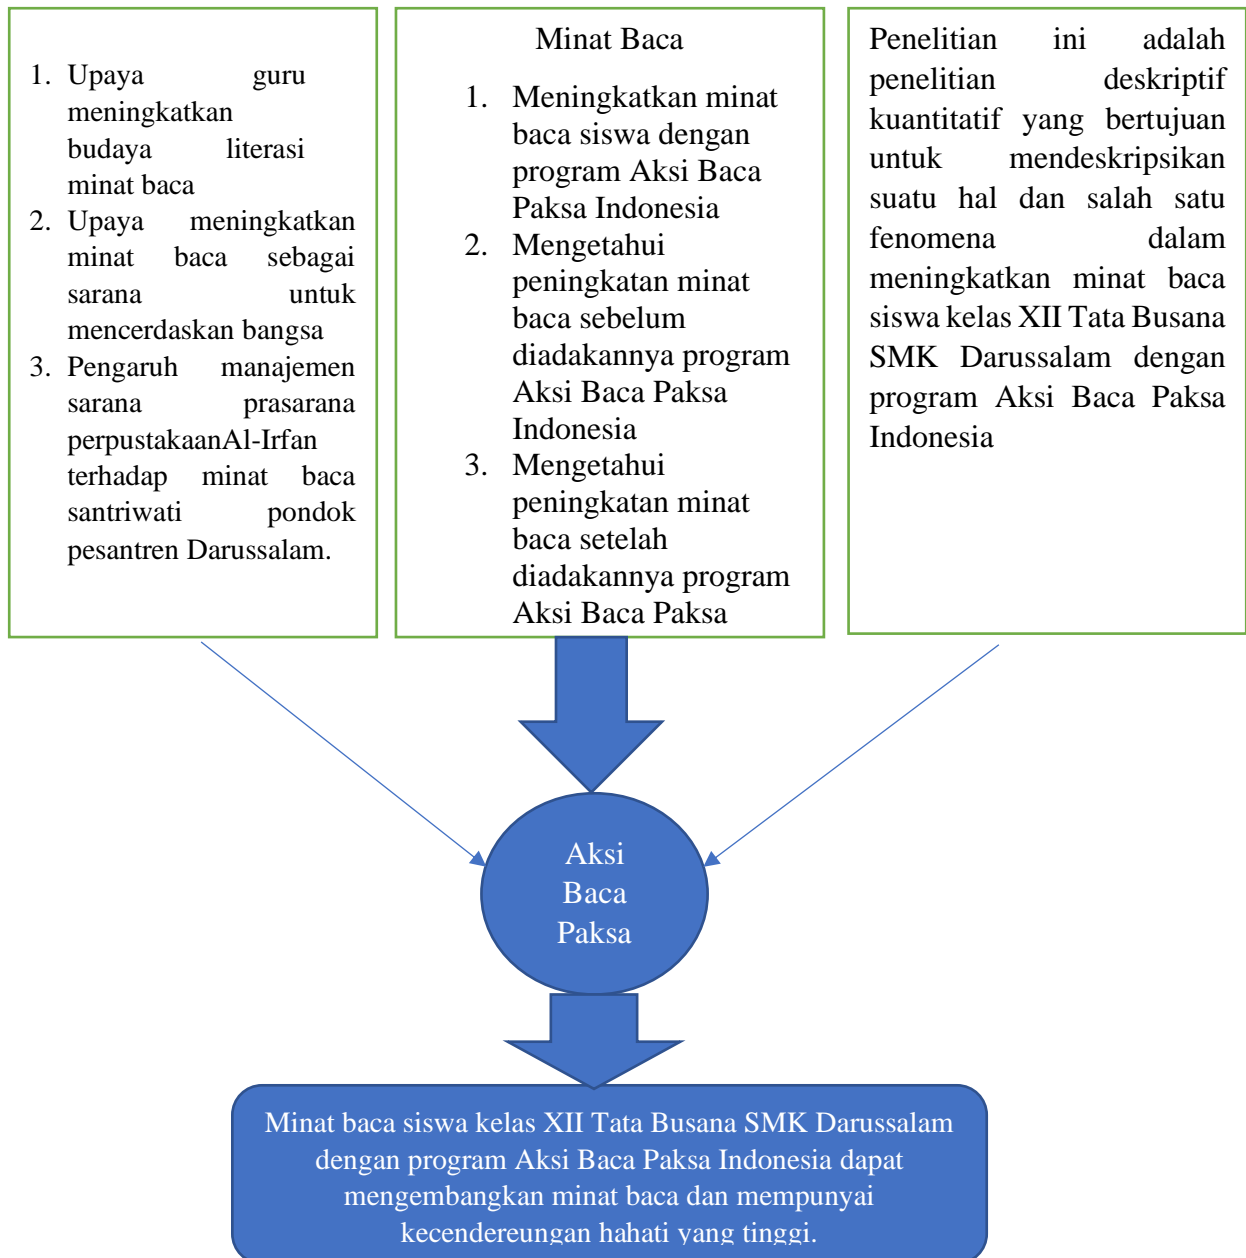 1. Upaya guru
meningkatkan
budaya literasi
minat baca
2. Upaya meningkatkan
minat baca sebagai
sarana untuk
mencerdaskan bangsa
3. Pengaruh manajemen
sarana prasarana
perpustakaanAl-Irfan
terhadap minat baca
santriwati pondok
pesantren Darussalam.
Minat Baca
1. Meningkatkan minat
baca siswa dengan
program Aksi Baca
Paksa Indonesia
2. Mengetahui
peningkatan minat
baca sebelum
diadakannya program
Aksi Baca Paksa
Indonesia
3. Mengetahui
peningkatan minat
baca setelah
diadakannya program
Aksi Baca Paksa
Penelitian ini adalah
penelitian deskriptif
kuantitatif yang bertujuan
untuk mendeskripsikan
suatu hal dan salah satu
fenomena dalam
meningkatkan minat baca
siswa kelas XII Tata Busana
SMK Darussalam dengan
program Aksi Baca Paksa
Indonesia
Aksi
Baca
Paksa
Minat baca siswa kelas XII Tata Busana SMK Darussalam
dengan program Aksi Baca Paksa Indonesia dapat
mengembangkan minat baca dan mempunyai
kecendereungan hahati yang tinggi.